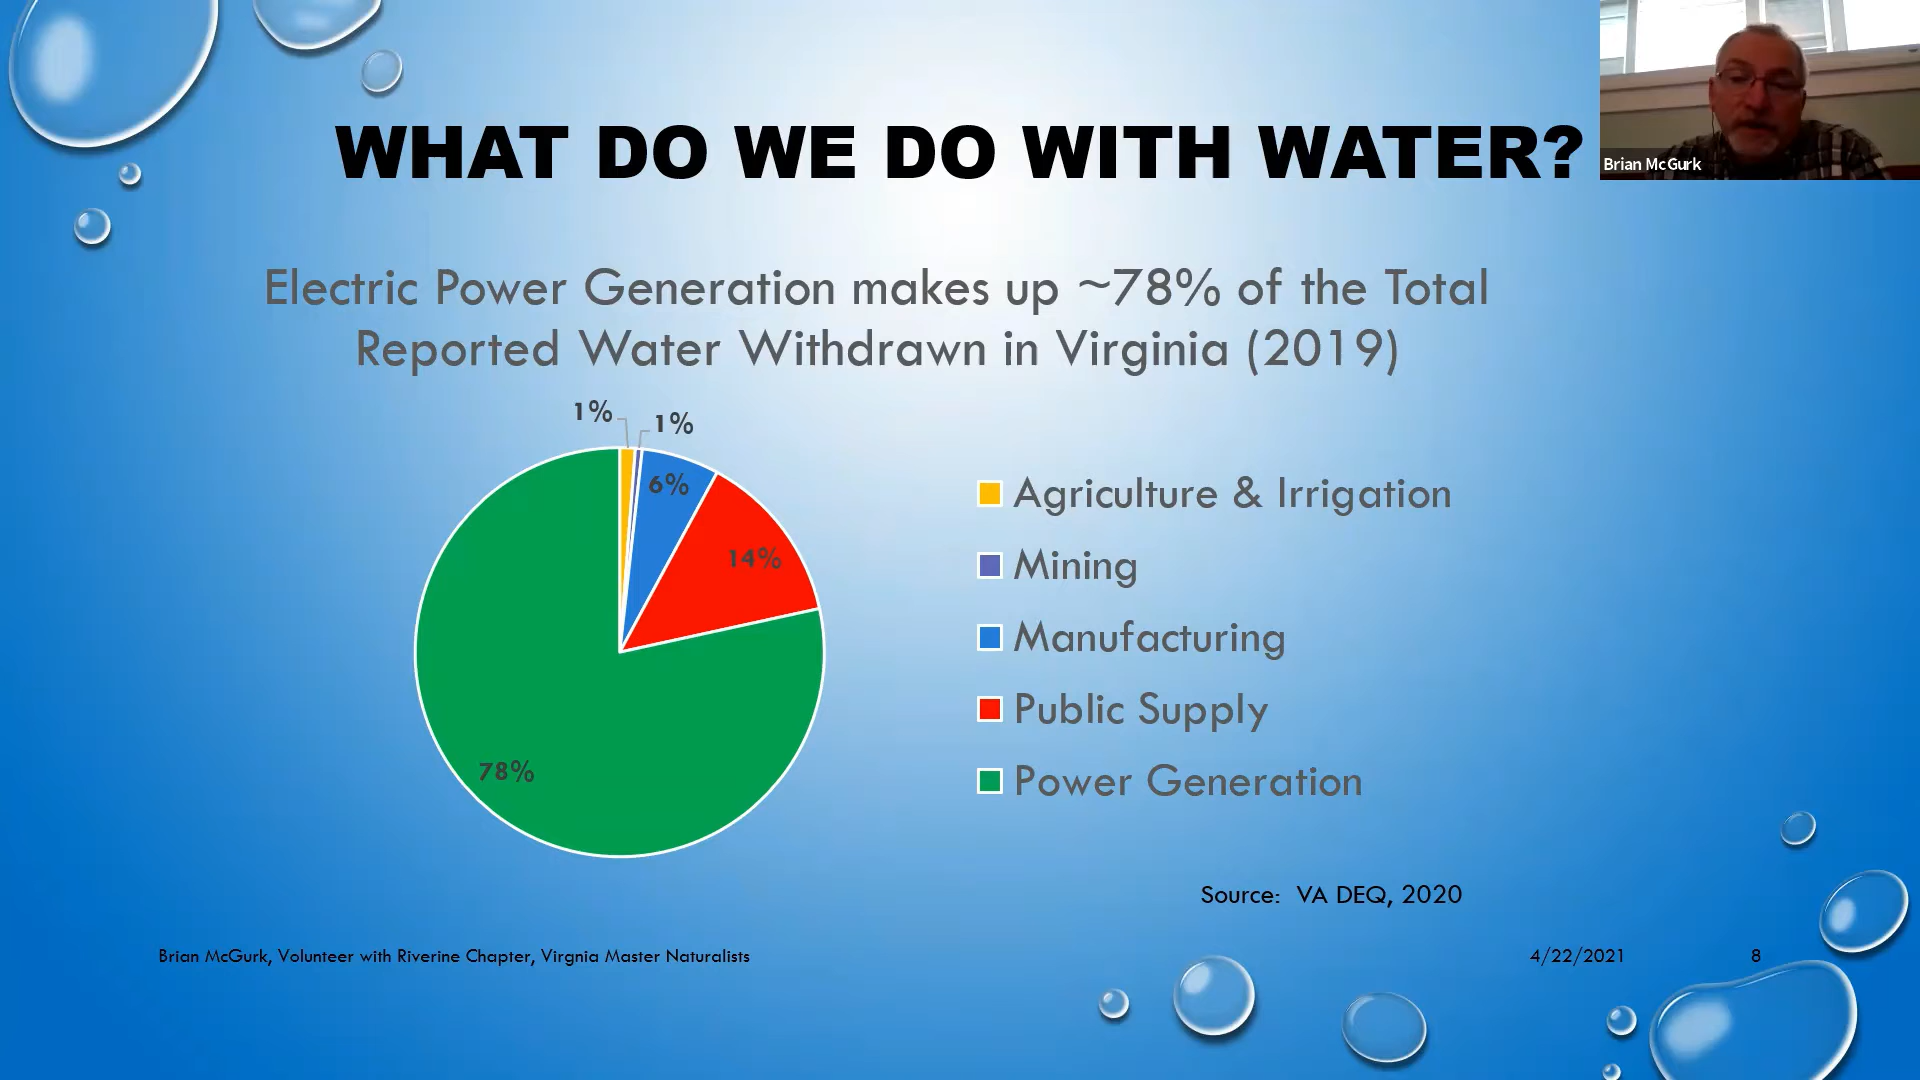 WHAT DO WE DO WITH WATER?
Brian McGurk
Electric Power Generation makes up ~78% of the Total
Reported Water Withdrawn in Virginia (2019)
1%
1%
6%
14%
78%
Agriculture & Irrigation
Mining
Manufacturing
Public Supply
Power Generation
Source:  VA DEQ, 2020
Brian McGurk, Volunteer with Riverine Chapter, Virgnia Master Naturalists
4/22/2021
8